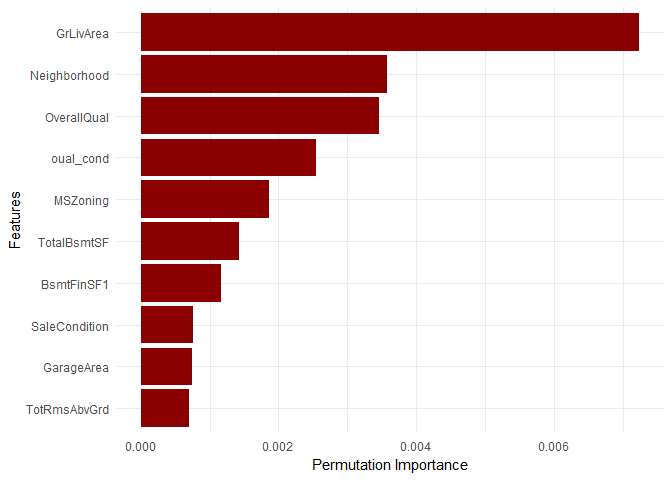 GrLivArea
Neighborhood
OverallQual
oual_cond
MSZoning
TotalBsmtSF
BsmtFinSF1
SaleCondition
GarageArea
TotRmsAbvGrd
Features
0.000 0.002 0.004 0.006
Permutation Importance